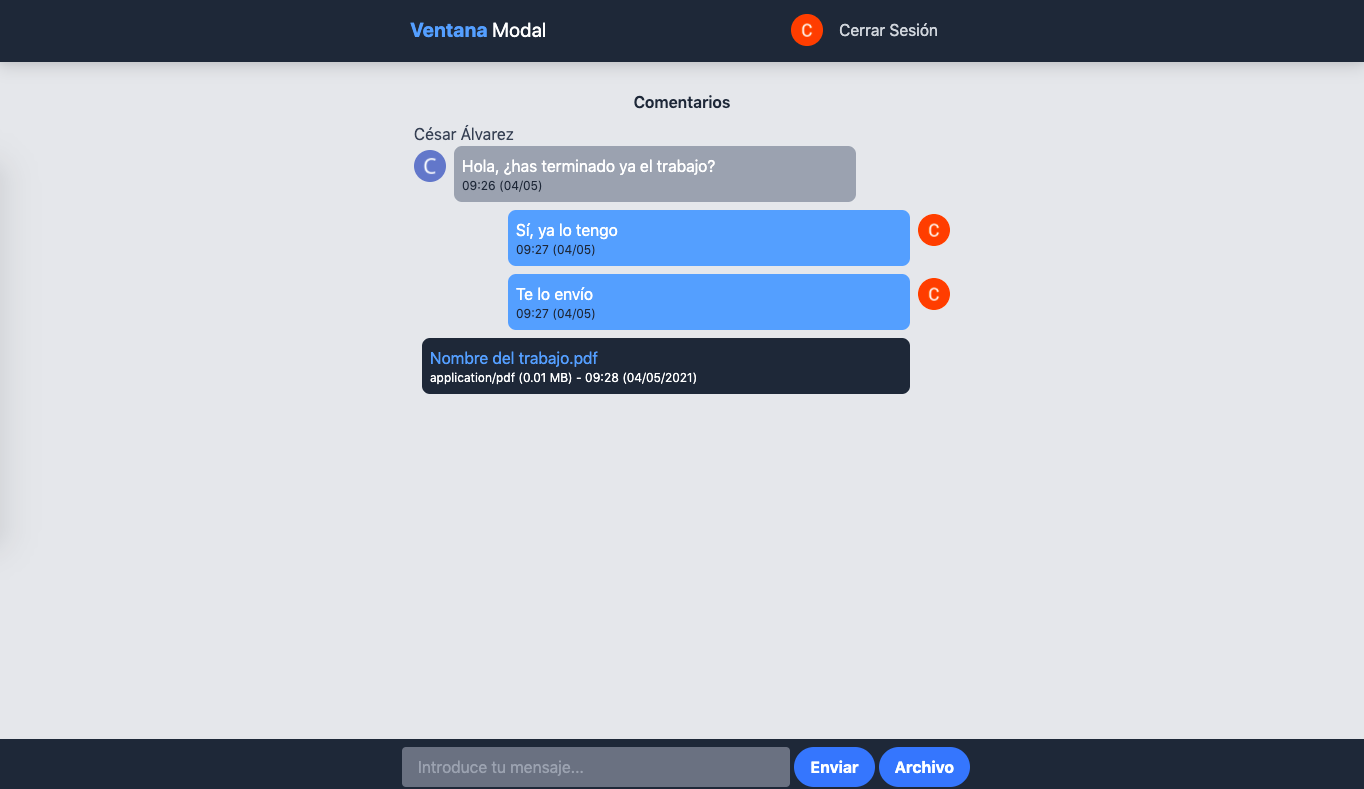 Ventana Modal
C Cerrar Sesión
Comentarios
César Álvarez
C
Hola, ¿has terminado ya el trabajo?
09:26 (04/05)
Sí, ya lo tengo
C
09:27 (04/05)
Te lo envío
C
09:27 (04/05)
Nombre del trabajo.pdf
application/pdf (0.01 MB) - 09:28 (04/05/2021)
Introduce tu mensaje... Enviar Archivo